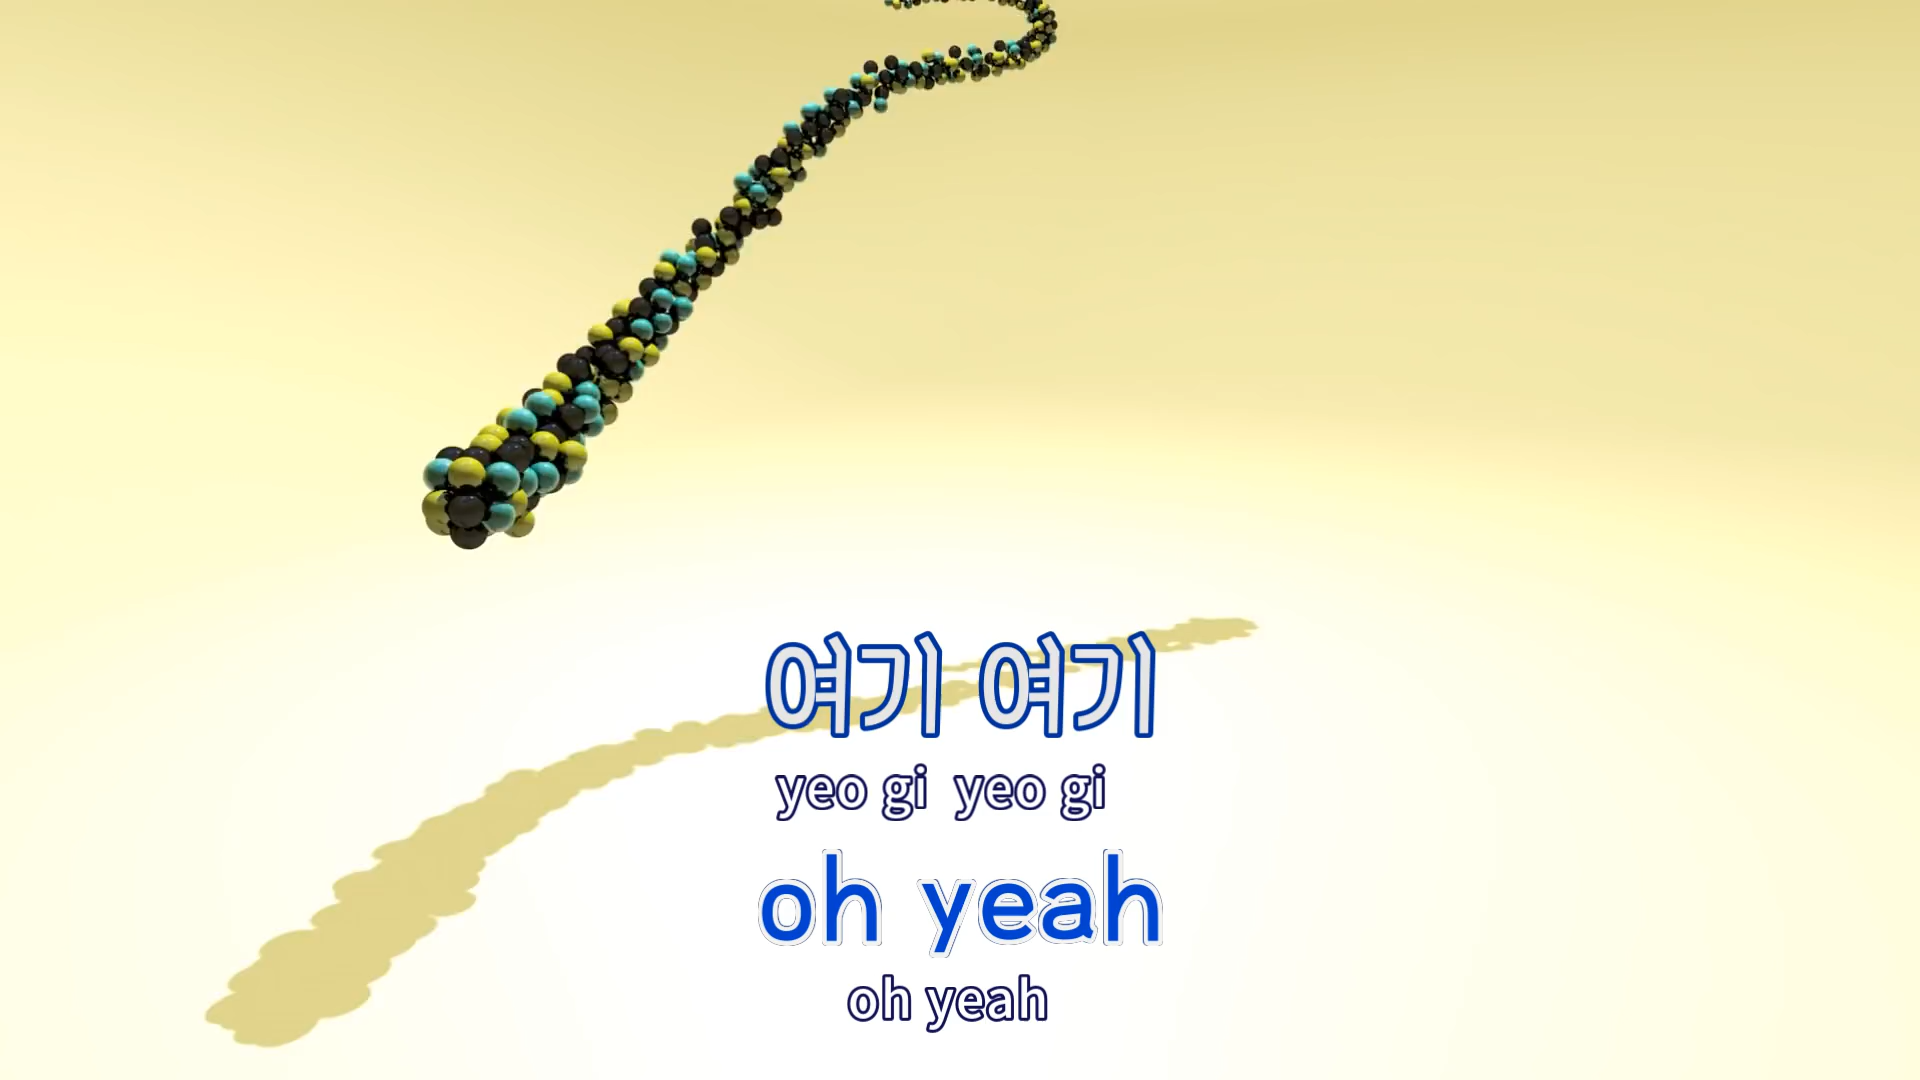 여기 여기
yeo gi yeo gi
oh yeah
oh yeah